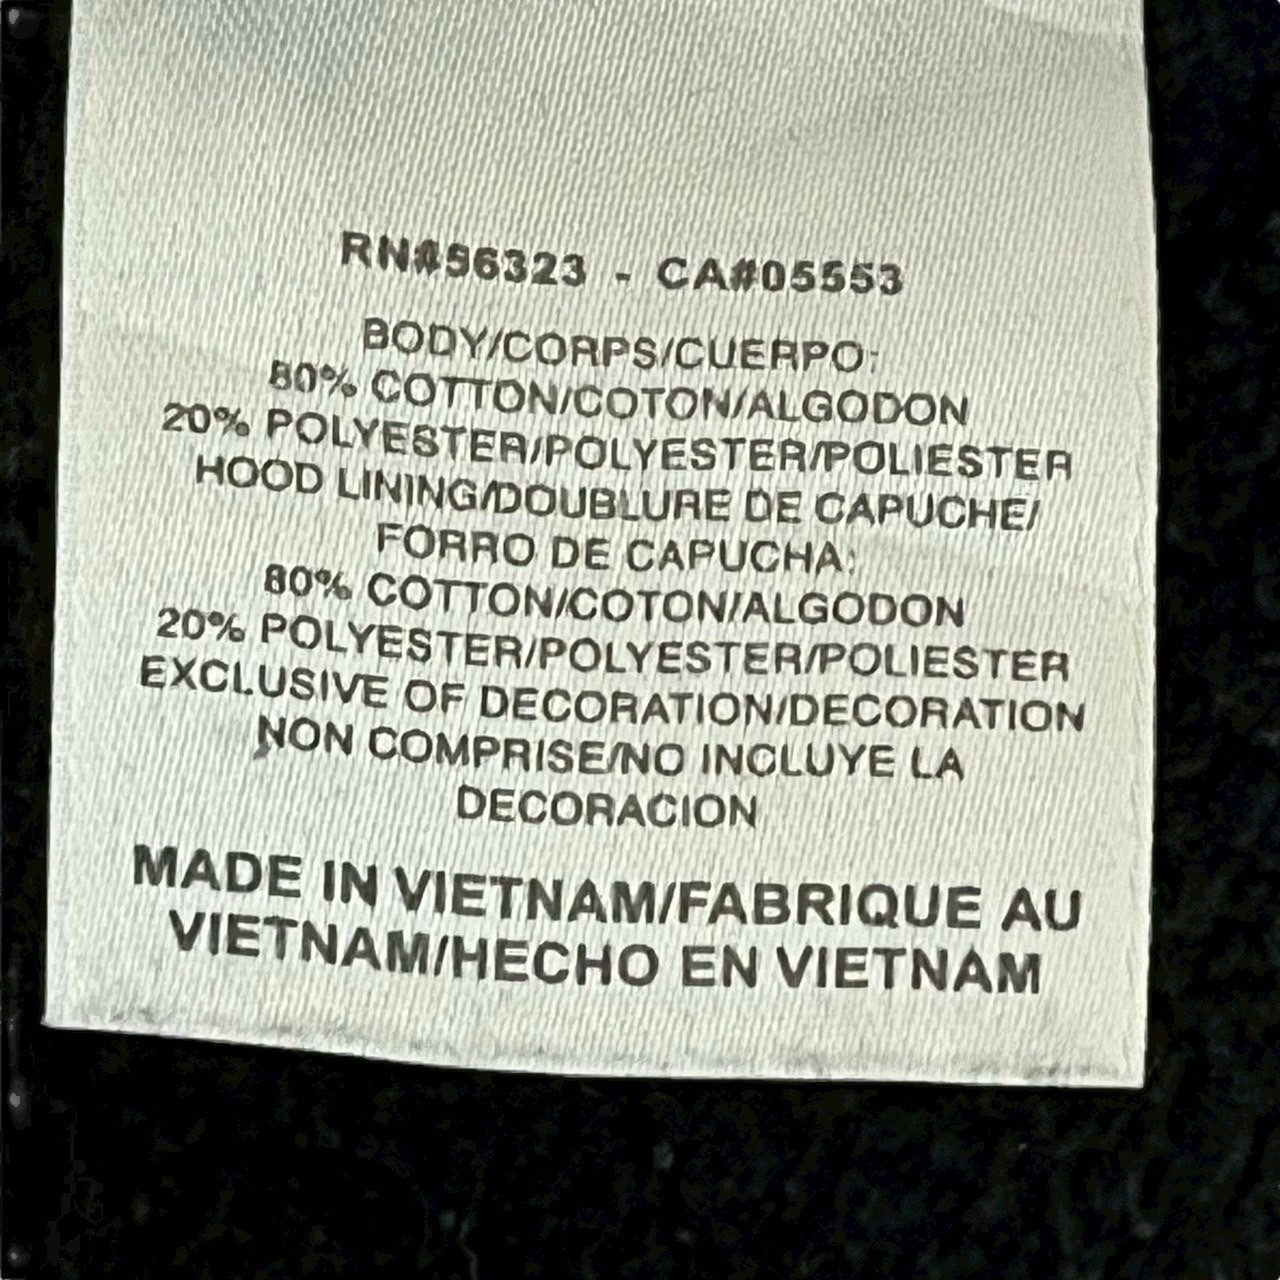 RN#56323 - CA#05553
BODY/CORPS/CUERPO:
80% COTTON/COTON/ALGODON
20% POLYESTER/POLYESTER/POLIESTER
HOOD LINING/DOUBLURE DE CAPUCHE/
FORRO DE CAPUCHA:
80% COTTON/COTON/ALGODON
20% POLYESTER/POLYESTER/POLIESTER
EXCLUSIVE OF DECORATION/DECORATION
NON COMPRISE/NO INCLUYE LA
DECORACION
MADE IN VIETNAM/FABRIQUE AU
VIETNAM/HECHO EN VIETNAM